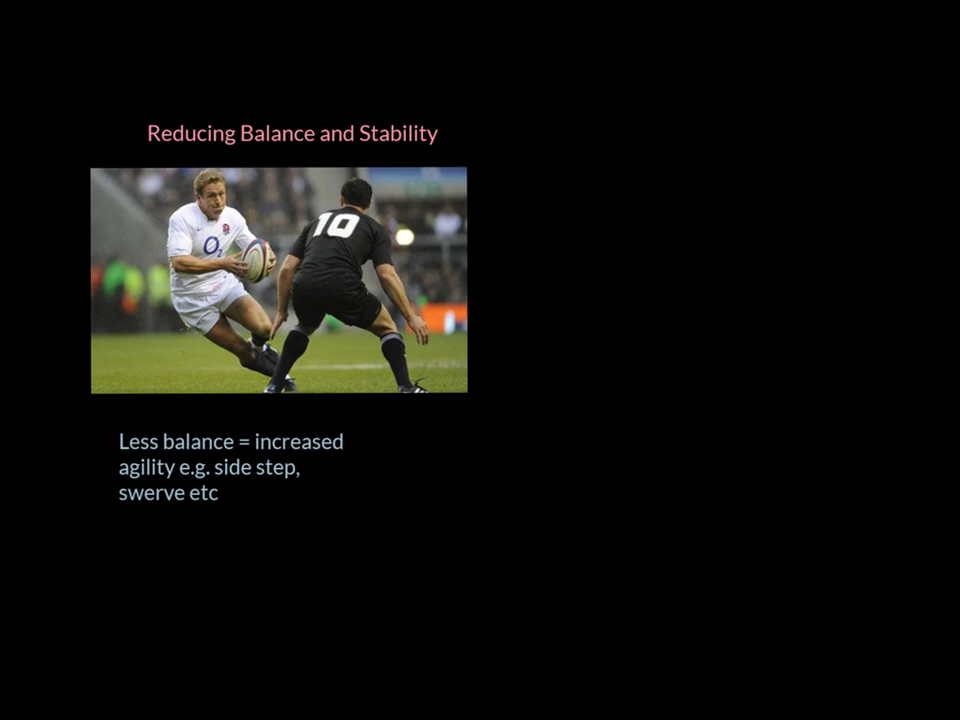 Reducing Balance and Stability
O2
10
Less balance = increased
agility e.g. side step,
swerve etc